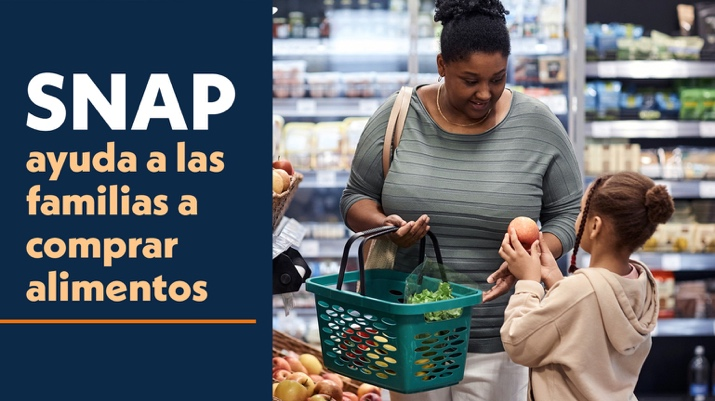 SNAP
ayuda a las
familias a
comprar
alimentos